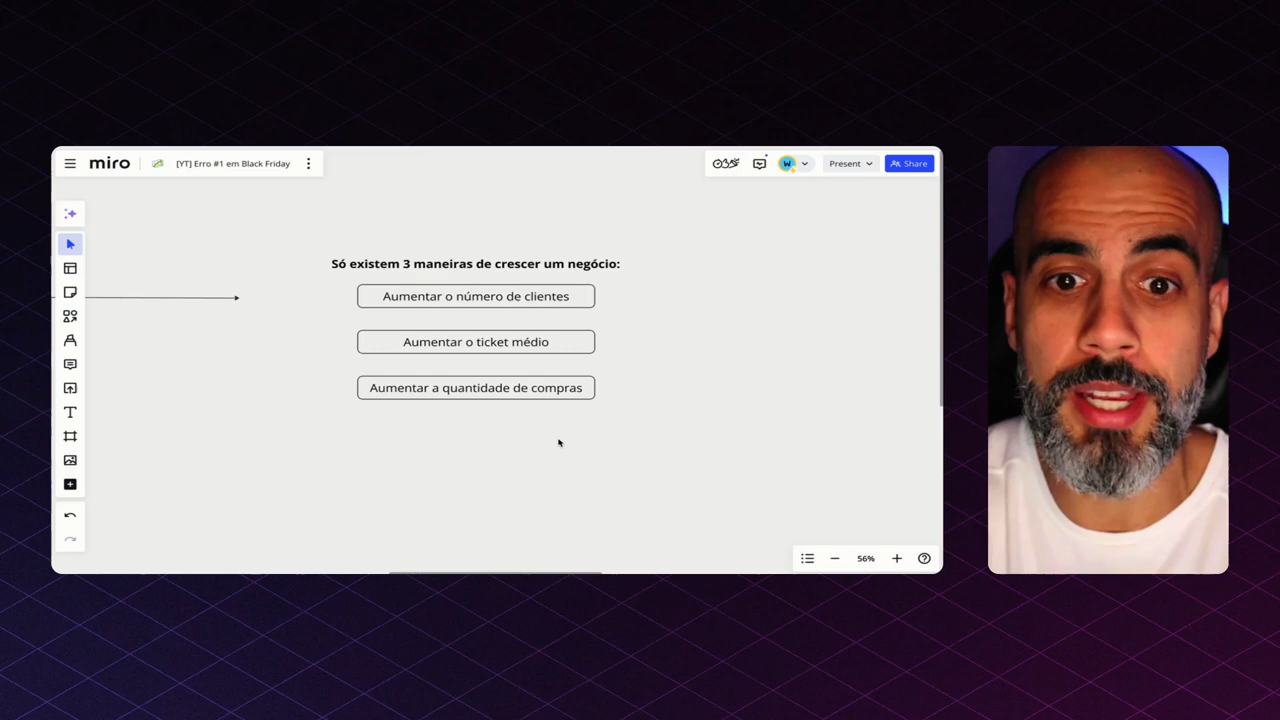 miro
[YT] Erro #1 em Black Friday
W
Present
Share
Só existem 3 maneiras de crescer um negócio:
Aumentar o número de clientes
Aumentar o ticket médio
Aumentar a quantidade de compras
56%